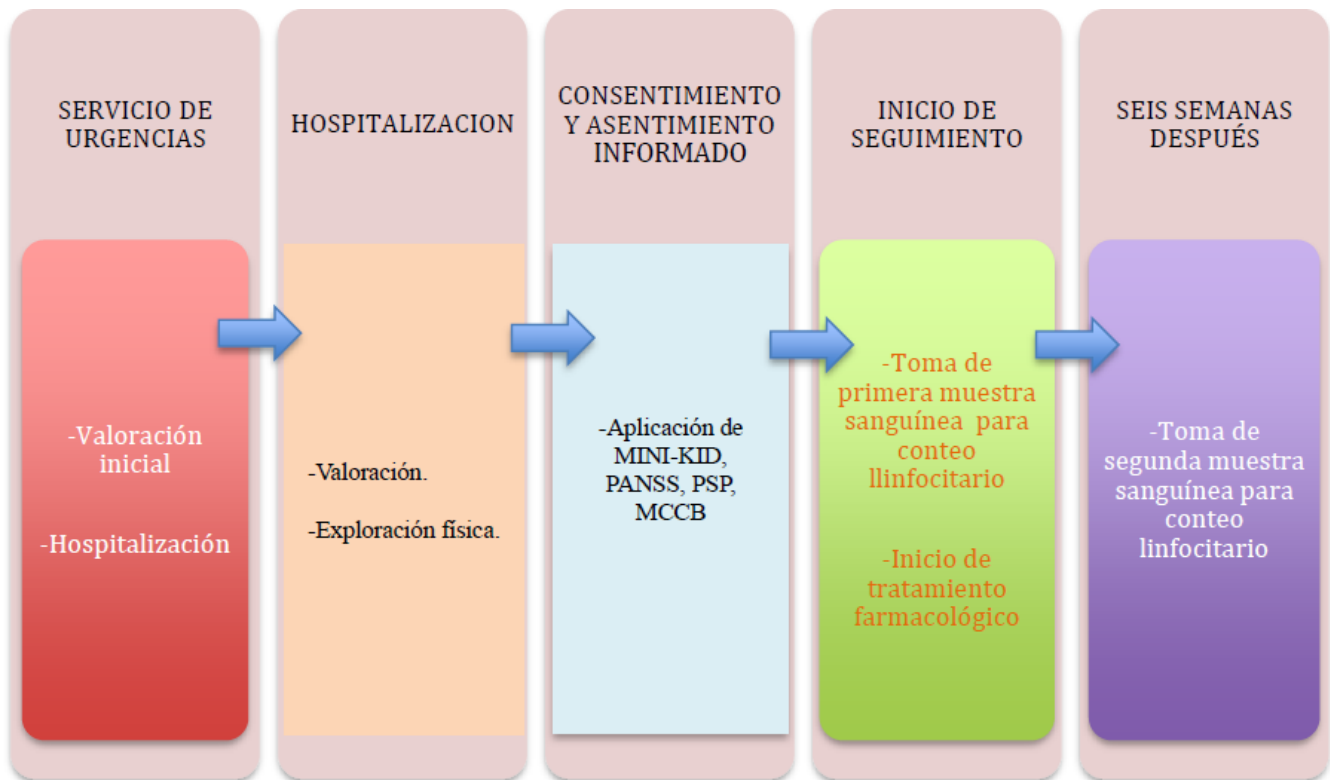 SERVICIO DE
URGENCIAS
-Valoración
inicial
-Hospitalización
HOSPITALIZACION
-Valoración.
-Exploración física.
CONSENTIMIENTO
Y ASENTIMIENTO
INFORMADO
-Aplicación de
MINI-KID,
PANSS, PSP,
MCCB
INICIO DE
SEGUIMIENTO
-Toma de
primera muestra
sanguínea para
conteo
llinfocitario
-Inicio de
tratamiento
farmacológico
SEIS SEMANAS
DESPUÉS
-Toma de
segunda muestra
sanguínea para
conteo
linfocitario